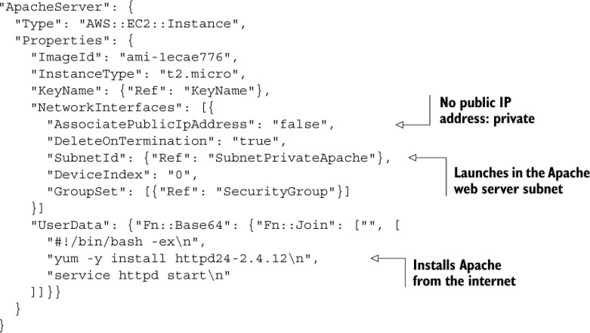 "ApacheServer": {
"Type": "AWS::EC2::Instance",
"Properties": {
"ImageId": "ami-1ecae776",
"InstanceType": "t2.micro",
"KeyName": {"Ref": "KeyName"},
"NetworkInterfaces": [{
"AssociatePublicIpAddress": "false",
No public IP
address: private
"DeleteOnTermination": "true",
"SubnetId": {"Ref": "SubnetPrivateApache"},
"DeviceIndex": "0",
Launches in the Apache
web server subnet
"GroupSet": [{"Ref": "SecurityGroup"}]
}]
"UserData": {"Fn::Base64": {"Fn::Join": ["", [
"#!/bin/bash -ex\n",
"yum -y install httpd24-2.4.12\n",
Installs Apache
from the internet
"service httpd start\n"
]]}}
}
}